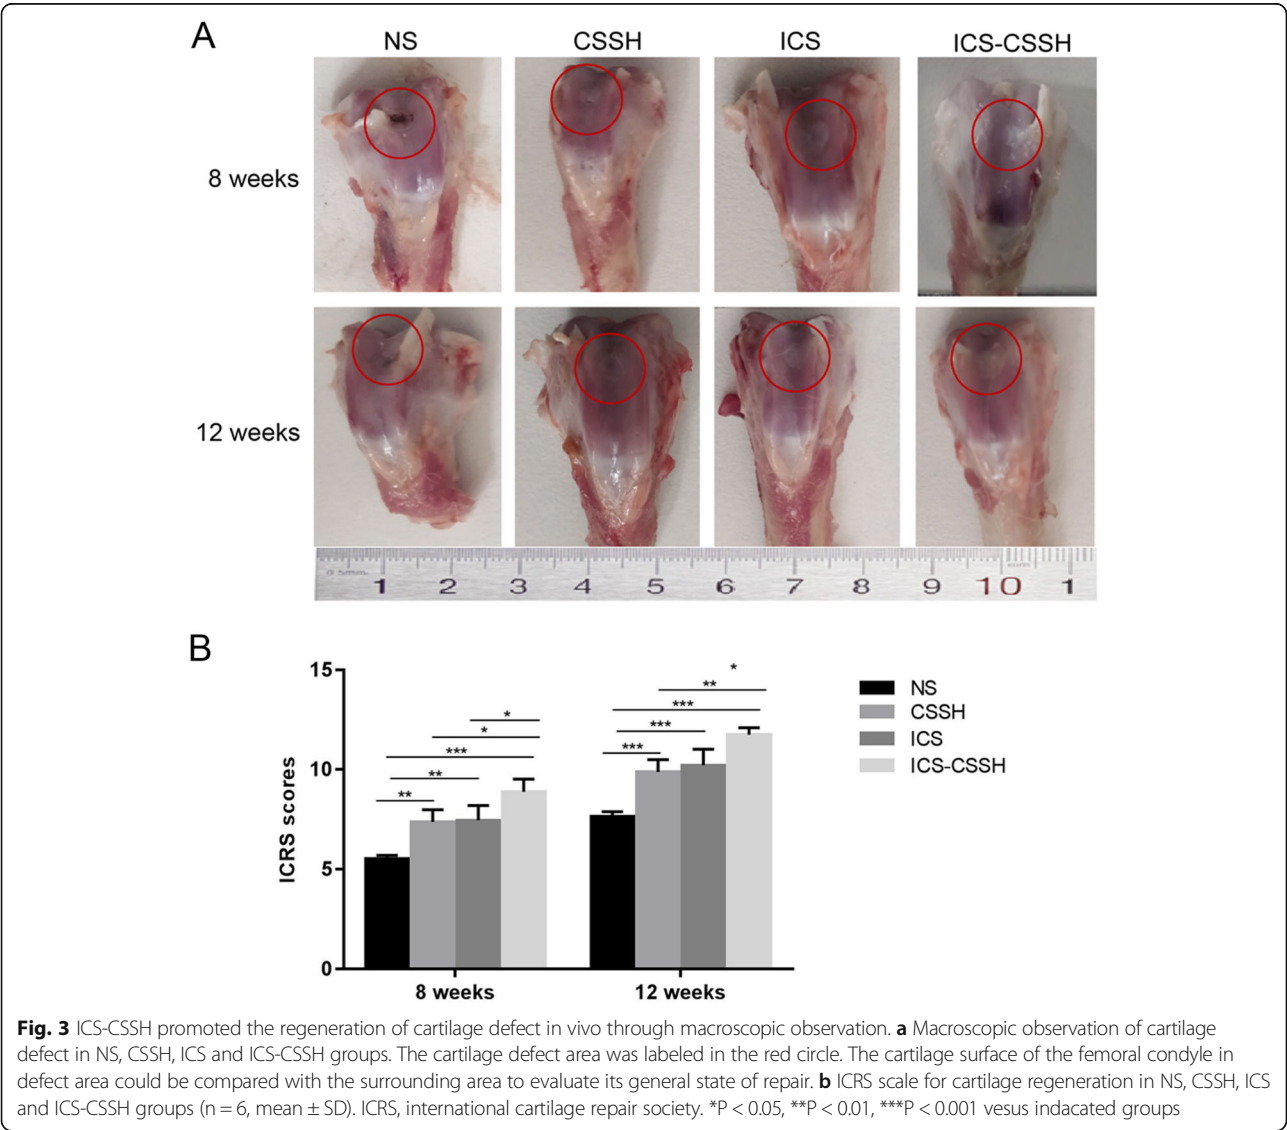 A
NS CSSH ICS ICS-CSSH
8 weeks
12 weeks
1 2 3 4 5 6 7 8 9 10 1
B
15
10
5
0
ICRS scores
** ** *** * *
*** *** *** ** *
8 weeks 12 weeks
NS
CSSH
ICS
ICS-CSSH
Fig. 3 ICS-CSSH promoted the regeneration of cartilage defect in vivo through macroscopic observation. a Macroscopic observation of cartilage
defect in NS, CSSH, ICS and ICS-CSSH groups. The cartilage defect area was labeled in the red circle. The cartilage surface of the femoral condyle in
defect area could be compared with the surrounding area to evaluate its general state of repair. b ICRS scale for cartilage regeneration in NS, CSSH, ICS
and ICS-CSSH groups (n = 6, mean ± SD). ICRS, international cartilage repair society. *P < 0.05, **P < 0.01, ***P < 0.001 vesus indacated groups